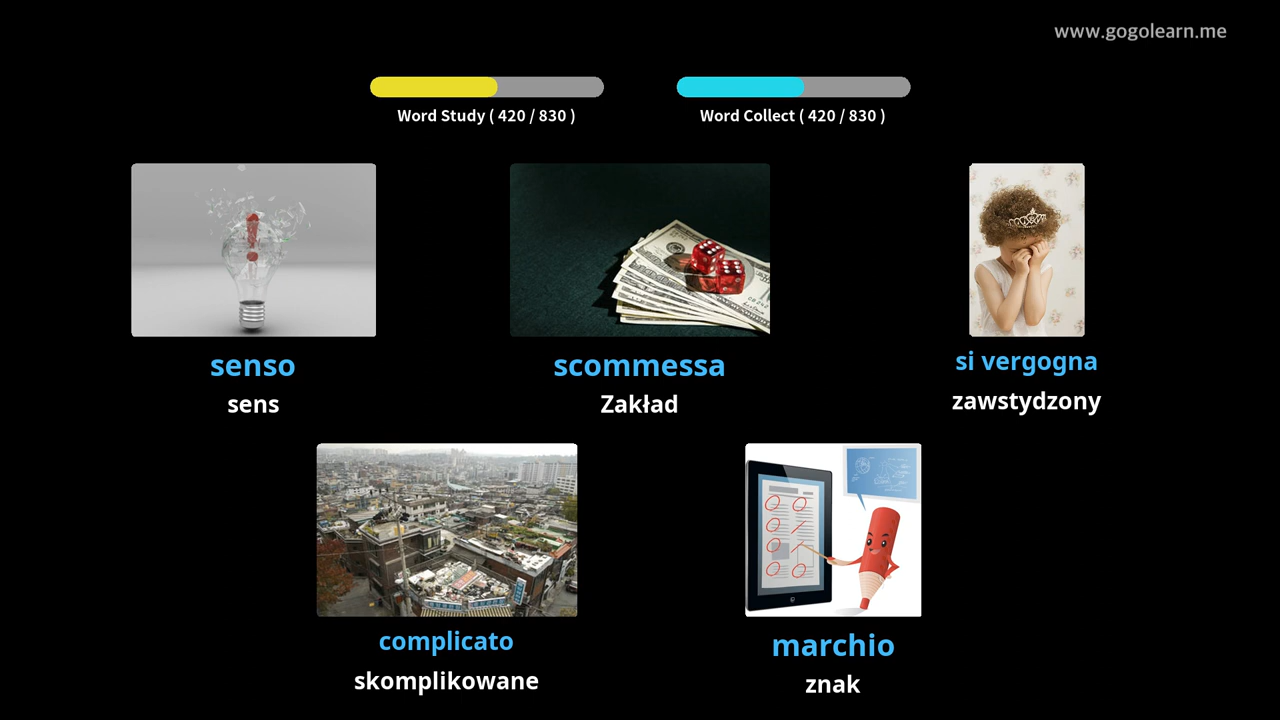 www.gogolearn.me
Word Study ( 420 / 830 )
Word Collect ( 420 / 830 )
senso
sens
scommessa
Zakład
si vergogna
zawstydzony
complicato
skomplikowane
marchio
znak